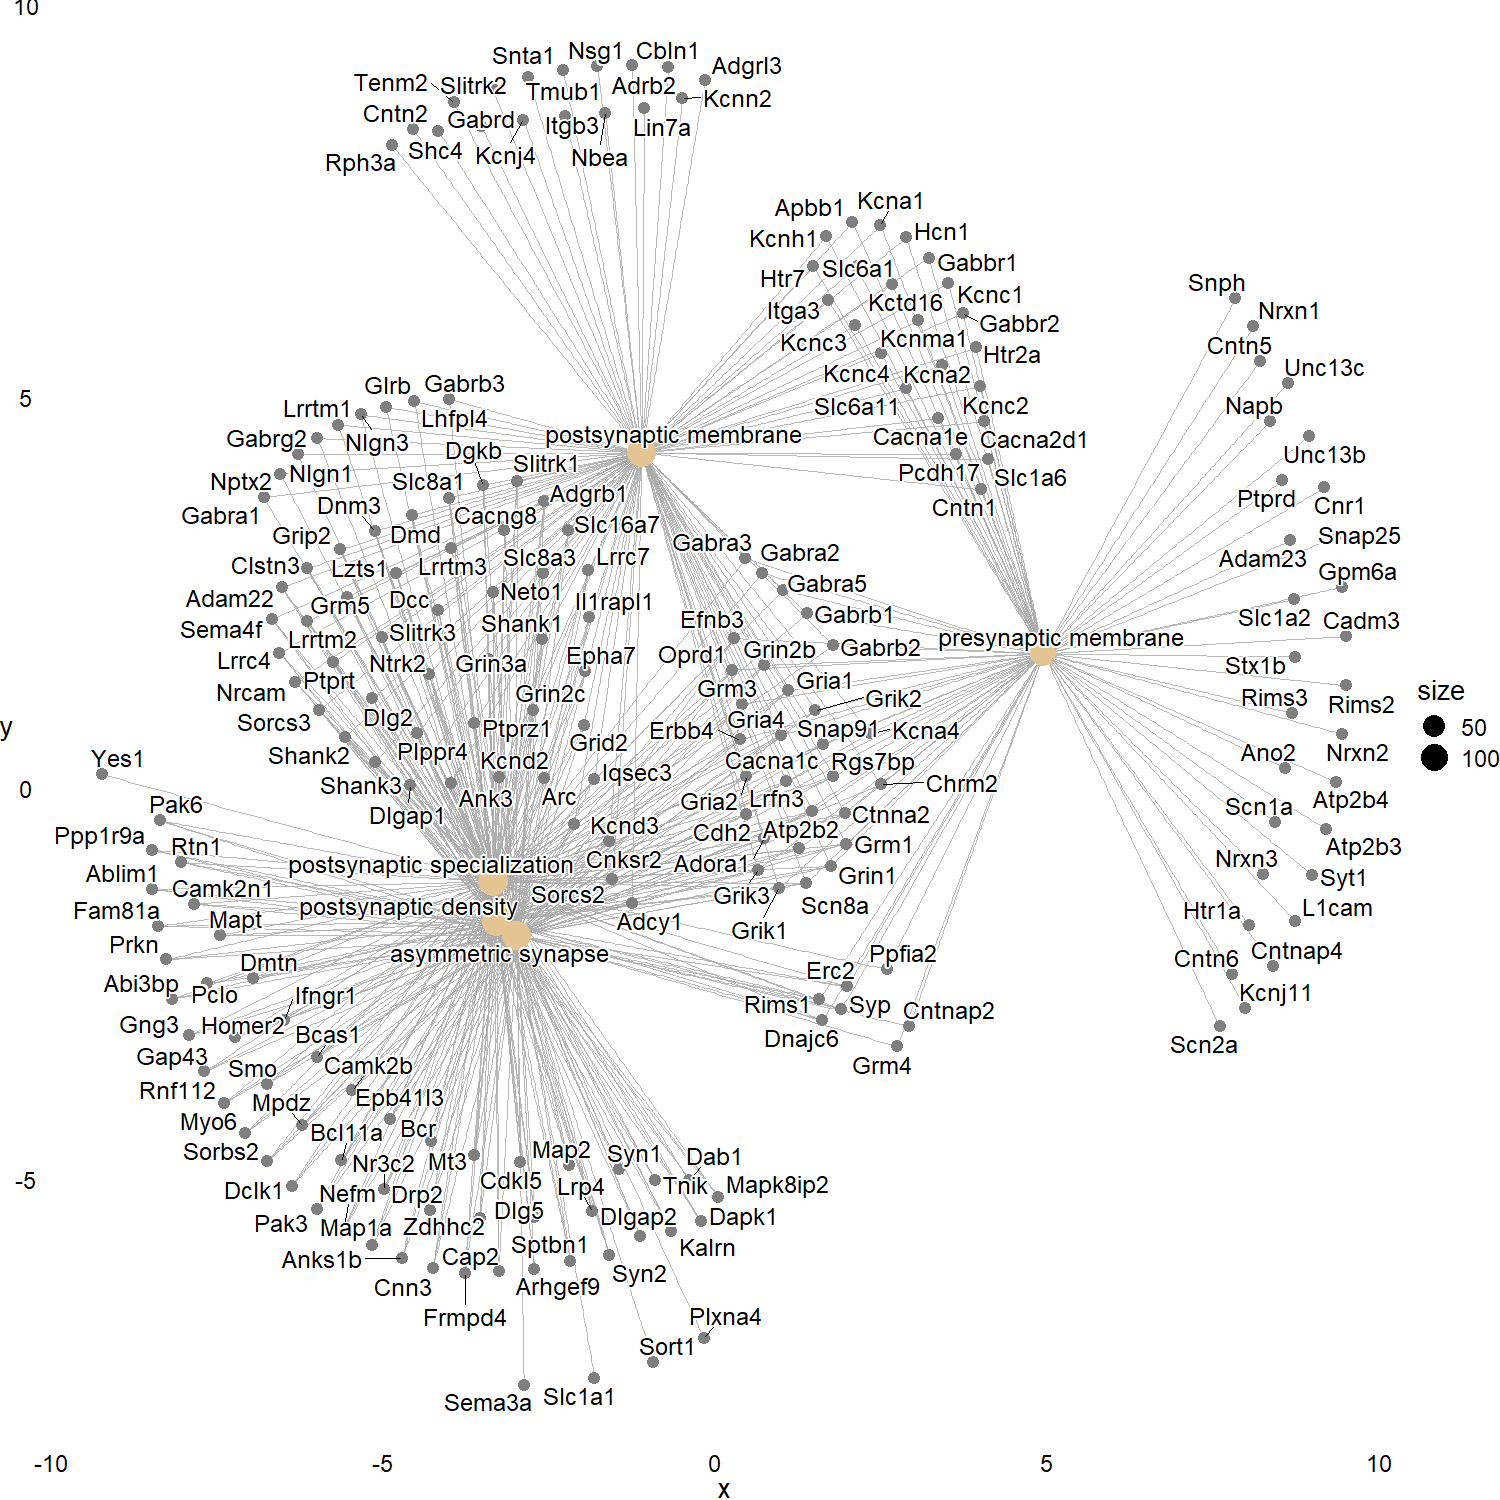 10
Snta1
Nsg1
Cbln1
Adgrl3
Tenm2
Slitrk2
Tmub1
Adrb2
Kcnn2
Cntn2
Gabrd
Itgb3
Lin7a
Rph3a
Shc4
Kcnj4
Nbea
Apbb1
Kcna1
Kcnh1
Hcn1
Htr7
Slc6a1
Gabbr1
Itga3
Kctd16
Kcnc1
Gabbr2
Kcnc3
Kcnma1
Htr2a
Kcnc4
Kcna2
Slc6a11
Kcnc2
Cacna1e
Cacna2d1
Pcdh17
Slc1a6
Cntn1
Snph
Nrxn1
Cntn5
Unc13c
Napb
Unc13b
Ptprd
Cnr1
Snap25
Adam23
Gpm6a
Slc1a2
Cadm3
Stx1b
Rims3
Rims2
Ano2
Nrxn2
Scn1a
Atp2b4
Nrxn3
Atp2b3
Syt1
Htr1a
L1cam
Cntn6
Cntnap4
Kcnj11
Scn2a
5
Glrb
Gabrb3
Lrrtm1
Lhfpl4
Gabrg2
Nlgn3
postsynaptic membrane
Dgkb
Slitrk1
Nptx2
Nlgn1
Slc8a1
Adgrb1
Gabra1
Dnm3
Cacng8
Slc16a7
Grip2
Dmd
Slc8a3
Lrrc7
Clstn3
Lzts1
Lrrtm3
Adam22
Grm5
Dcc
Neto1
Il1rapl1
Sema4f
Lrrtm2
Slitrk3
Shank1
Lrrc4
Ntrk2
Grin3a
Epha7
Nrcam
Ptprt
Grin2c
Sorcs3
Dlg2
Ptprz1
Grid2
Shank2
Plppr4
Kcnd2
Iqsec3
Shank3
Dlgap1
Ank3
Arc
Kcnd3
Cnksr2
Sorcs2
Adcy1
Gabra3
Gabra2
Gabra5
Efnb3
Gabrb1
presynaptic membrane
Oprd1
Grin2b
Gabrb2
Grm3
Gria1
Grik2
Erbb4
Gria4
Snap91
Kcna4
Cacna1c
Rgs7bp
Chrm2
Gria2
Lrfn3
Ctnna2
Cdh2
Atp2b2
Adora1
Grm1
Grik3
Grin1
Scn8a
Grik1
y
0
Yes1
Pak6
Ppp1r9a
Rtn1
postsynaptic specialization
Ablim1
Camk2n1
postsynaptic density
Fam81a
Mapt
Prkn
asymmetric synapse
Abi3bp
Dmtn
Pclo
Ifngr1
Gng3
Homer2
Gap43
Bcas1
Smo
Camk2b
Rnf112
Mpdz
Epb41l3
Myo6
Bcl11a
Bcr
Sorbs2
Nr3c2
Mt3
Map2
Syn1
Dab1
Ppfia2
Erc2
Rims1
Syp
Cntnap2
Dnajc6
Grm4
-5
Dclk1
Nefm
Drp2
Cdkl5
Lrp4
Tnik
Mapk8ip2
Pak3
Map1a
Zdhhc2
Dlg5
Dlgap2
Dapk1
Anks1b
Cap2
Sptbn1
Kalrn
Cnn3
Arhgef9
Syn2
Frmpd4
Plxna4
Sort1
Sema3a
Slc1a1
size
50
100
-10
-5
0
5
10
x